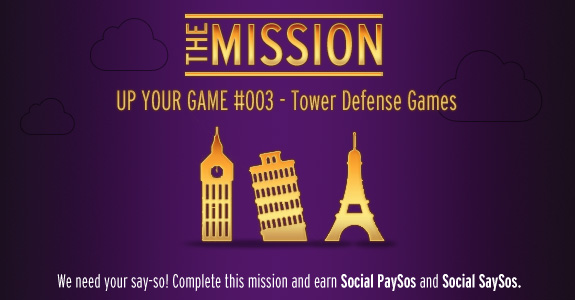 THE MISSION
UP YOUR GAME #003 - Tower Defense Games
We need your say-so! Complete this mission and earn Social PaySos and Social SaySos.